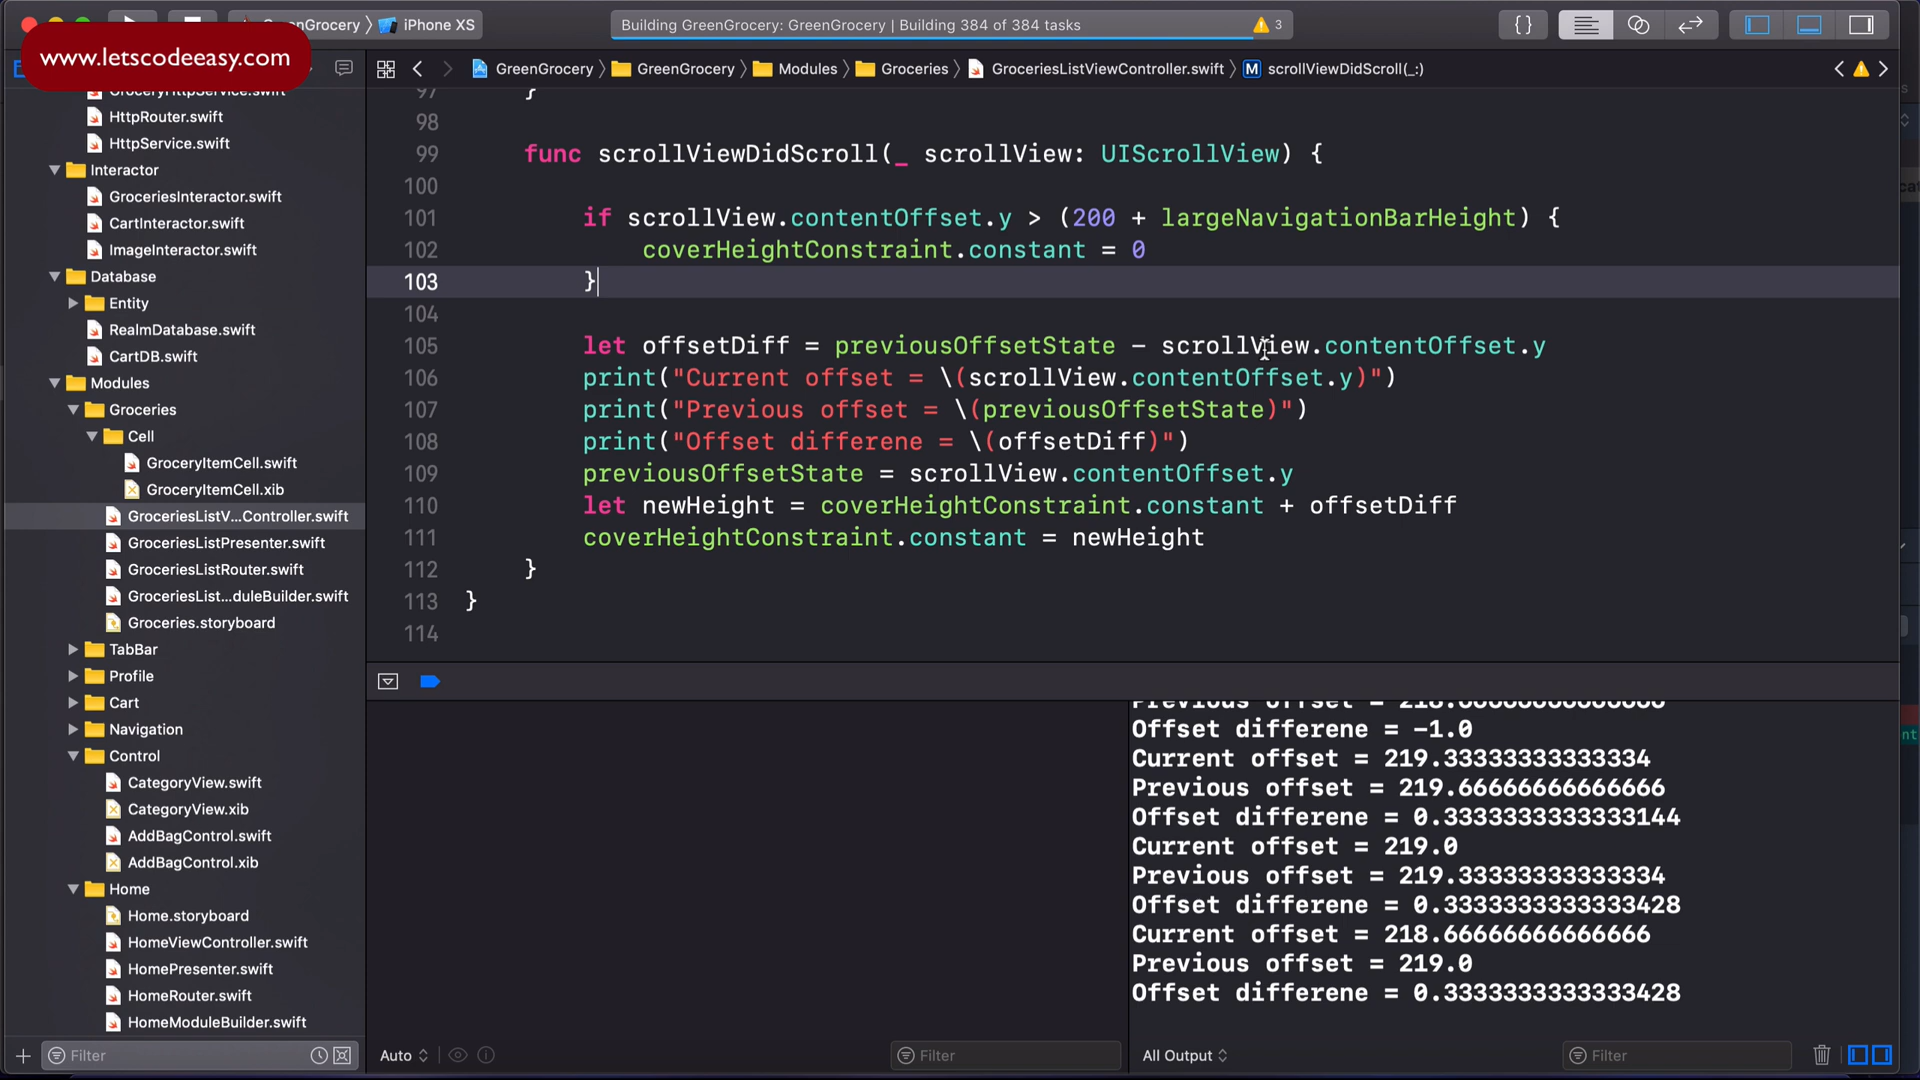 GreenGrocery
iPhone XS
Building GreenGrocery: GreenGrocery | Building 384 of 384 tasks
3
www.letscodeeasy.com
GreenGrocery
GreenGrocery
Modules
Groceries
GroceriesListViewController.swift
M
scrollViewDidScroll(_:)
GroceryHttpService.swift
HttpRouter.swift
HttpService.swift
Interactor
GroceriesInteractor.swift
CartInteractor.swift
ImageInteractor.swift
Database
Entity
RealmDatabase.swift
CartDB.swift
Modules
Groceries
Cell
GroceryItemCell.swift
GroceryItemCell.xib
GroceriesListV...Controller.swift
GroceriesListPresenter.swift
GroceriesListRouter.swift
GroceriesList...duleBuilder.swift
Groceries.storyboard
TabBar
Profile
Cart
Navigation
Control
CategoryView.swift
CategoryView.xib
AddBagControl.swift
AddBagControl.xib
Home
Home.storyboard
HomeViewController.swift
HomePresenter.swift
HomeRouter.swift
HomeModuleBuilder.swift
Filter
97 }
98
99 func scrollViewDidScroll(_ scrollView: UIScrollView) {
100
101 if scrollView.contentOffset.y > (200 + largeNavigationBarHeight) {
102 coverHeightConstraint.constant = 0
103 }
104
105 let offsetDiff = previousOffsetState - scrollView.contentOffset.y
106 print("Current offset = \(scrollView.contentOffset.y)")
107 print("Previous offset = \(previousOffsetState)")
108 print("Offset differene = \(offsetDiff)")
109 previousOffsetState = scrollView.contentOffset.y
110 let newHeight = coverHeightConstraint.constant + offsetDiff
111 coverHeightConstraint.constant = newHeight
112 }
113 }
114
Previous offset = 218.66666666666666
Offset differene = -1.0
Current offset = 219.33333333333334
Previous offset = 219.66666666666666
Offset differene = 0.3333333333333144
Current offset = 219.0
Previous offset = 219.33333333333334
Offset differene = 0.3333333333333428
Current offset = 218.66666666666666
Previous offset = 219.0
Offset differene = 0.3333333333333428
Auto
Filter
All Output
Filter